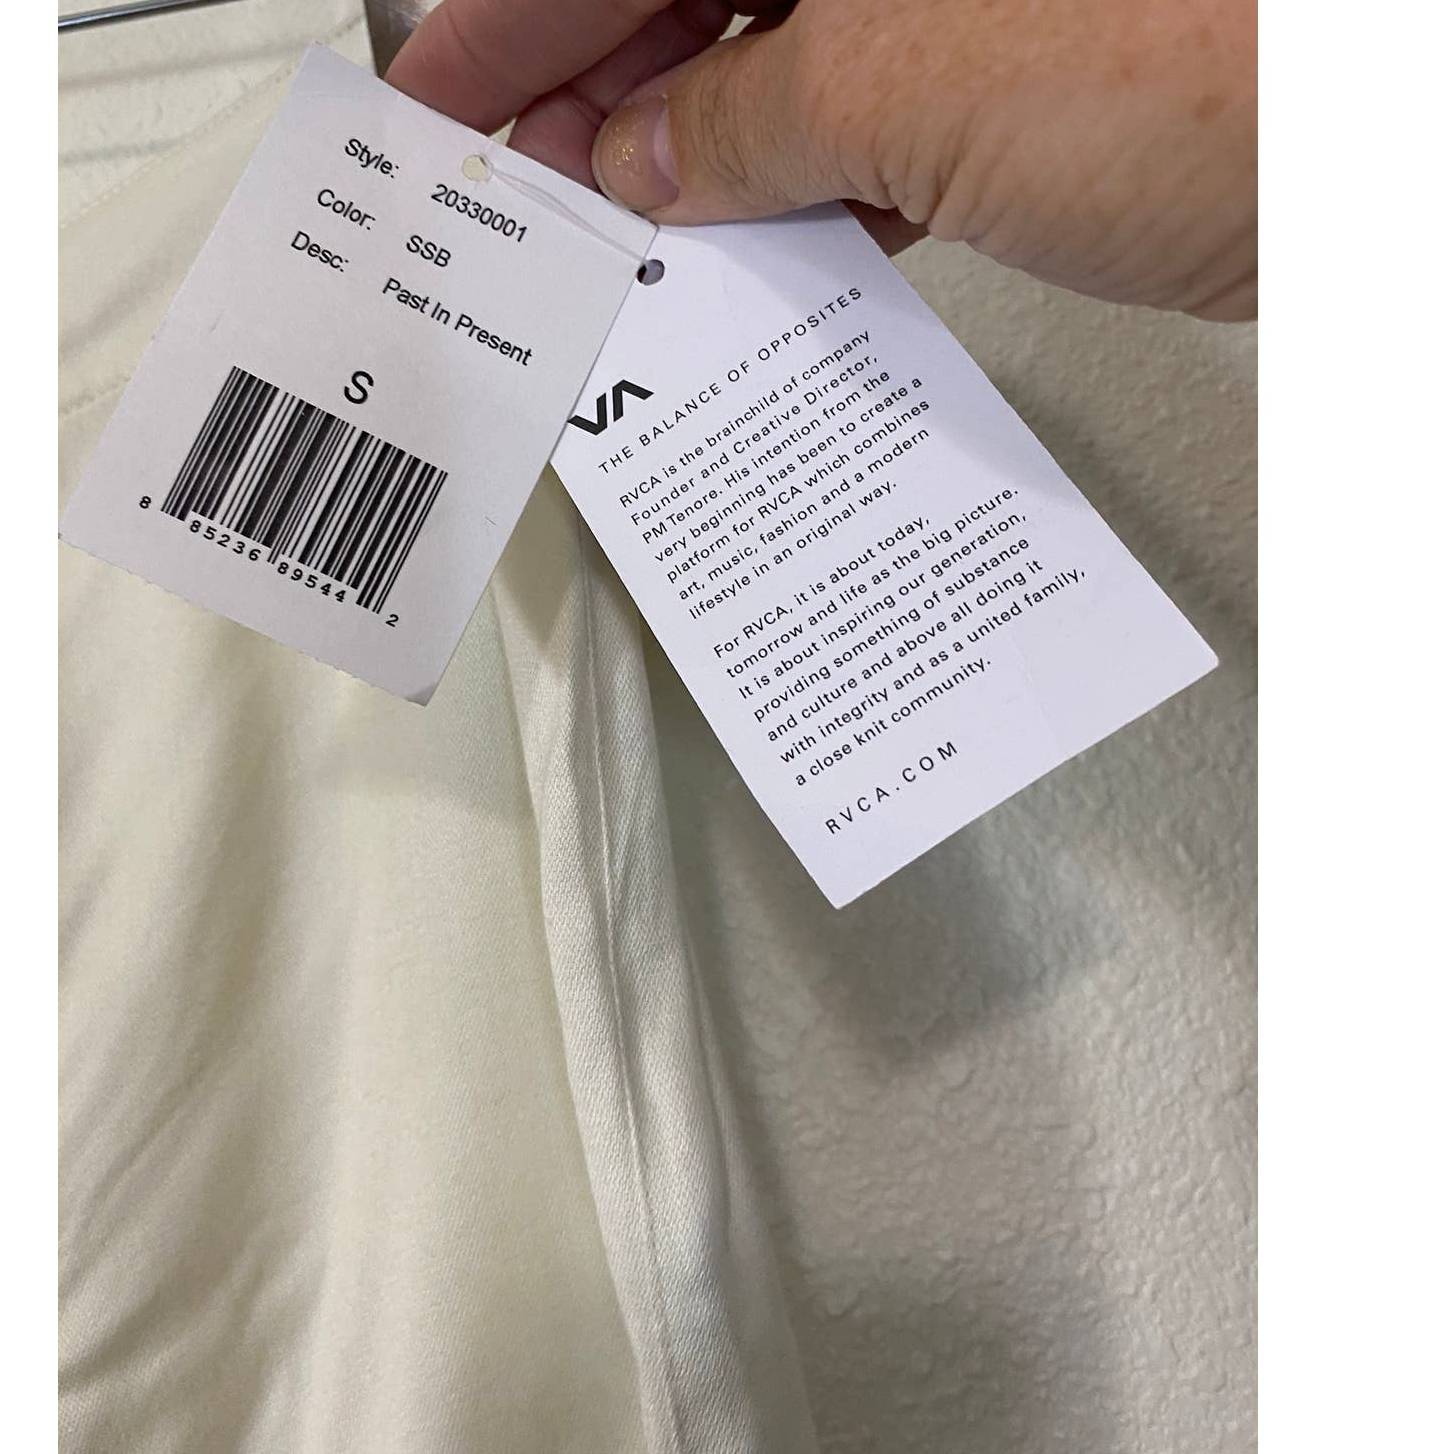 Style: 20330001
Color: SSB
Desc: Past In Present
S
8 85236 89544 2
VA
THE BALANCE OF OPPOSITES
RVCA is the brainchild of company
Founder and Creative Director,
PM Tenore. His intention from the
very beginning has been to create a
platform for RVCA which combines
art, music, fashion and a modern
lifestyle in an original way.
For RVCA, it is about today,
tomorrow and life as the big picture.
It is about inspiring our generation,
providing something of substance
and culture and above all doing it
with integrity and as a united family,
a close knit community.
RVCA.COM